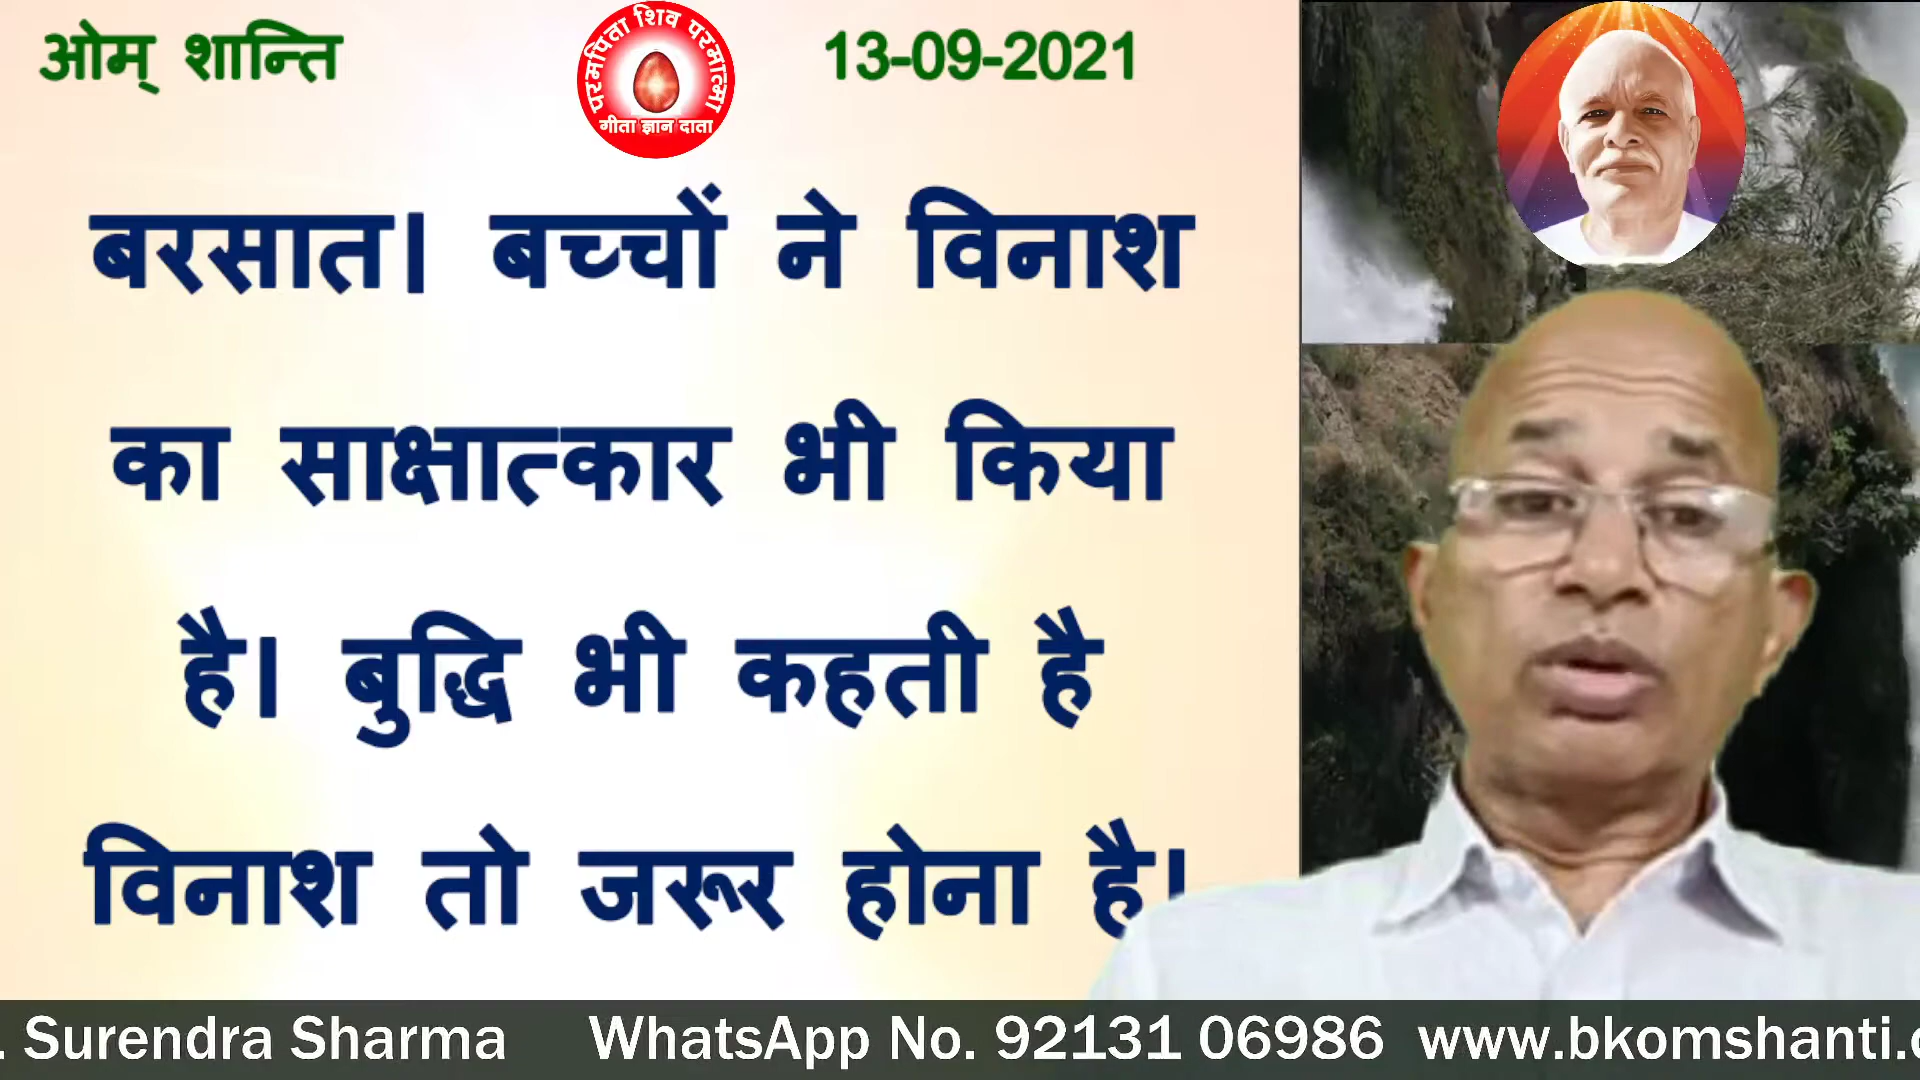 ओम् शान्ति
परमपिता शिव परमात्मा
गीता ज्ञान दाता
13-09-2021
बरसात। बच्चों ने विनाश
का साक्षात्कार भी किया
है। बुद्धि भी कहती है
विनाश तो जरूर होना है।
. Surendra Sharma WhatsApp No. 92131 06986 www.bkomshanti.c